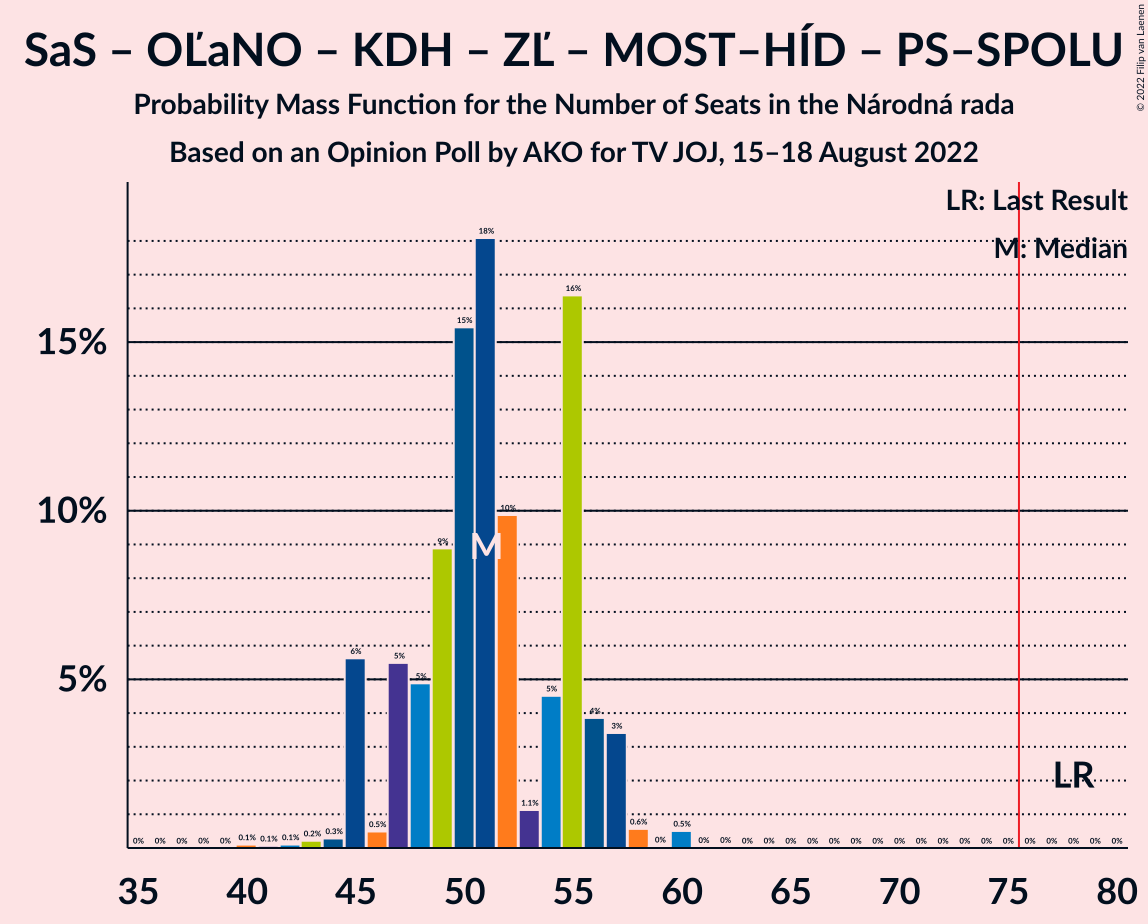 SaS – OĽaNO – KDH – ZĽ – MOST–HÍD – PS–SPOLU
Probability Mass Function for the Number of Seats in the Národná rada
Based on an Opinion Poll by AKO for TV JOJ, 15–18 August 2022
© 2022 Filip van Laenen
LR: Last Result
M: Median
15%
10%
5%
0% 0% 0% 0% 0% 0.1% 0.1% 0.1% 0.2% 0.3% 6% 0.5% 5% 5% 9% 15% 18% 10% 1.1% 5% 16% 4% 3% 0.6% 0% 0.5% 0% 0% 0% 0% 0% 0% 0% 0% 0% 0% 0% 0% 0% 0% 0% 0% 0% 0% 0% 0%
M
LR
35 40 45 50 55 60 65 70 75 80